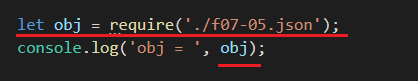 let obj = require('./f07-05.json');
console.log('obj = ', obj);